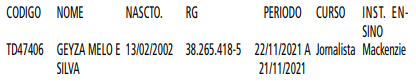 CODIGO NOME NASCTO. RG PERIODO CURSO INST. EN-
SINO
TD47406 GEYZA MELO E 13/02/2002 38.265.418-5 22/11/2021 A Jornalista Mackenzie
SILVA 21/11/2021